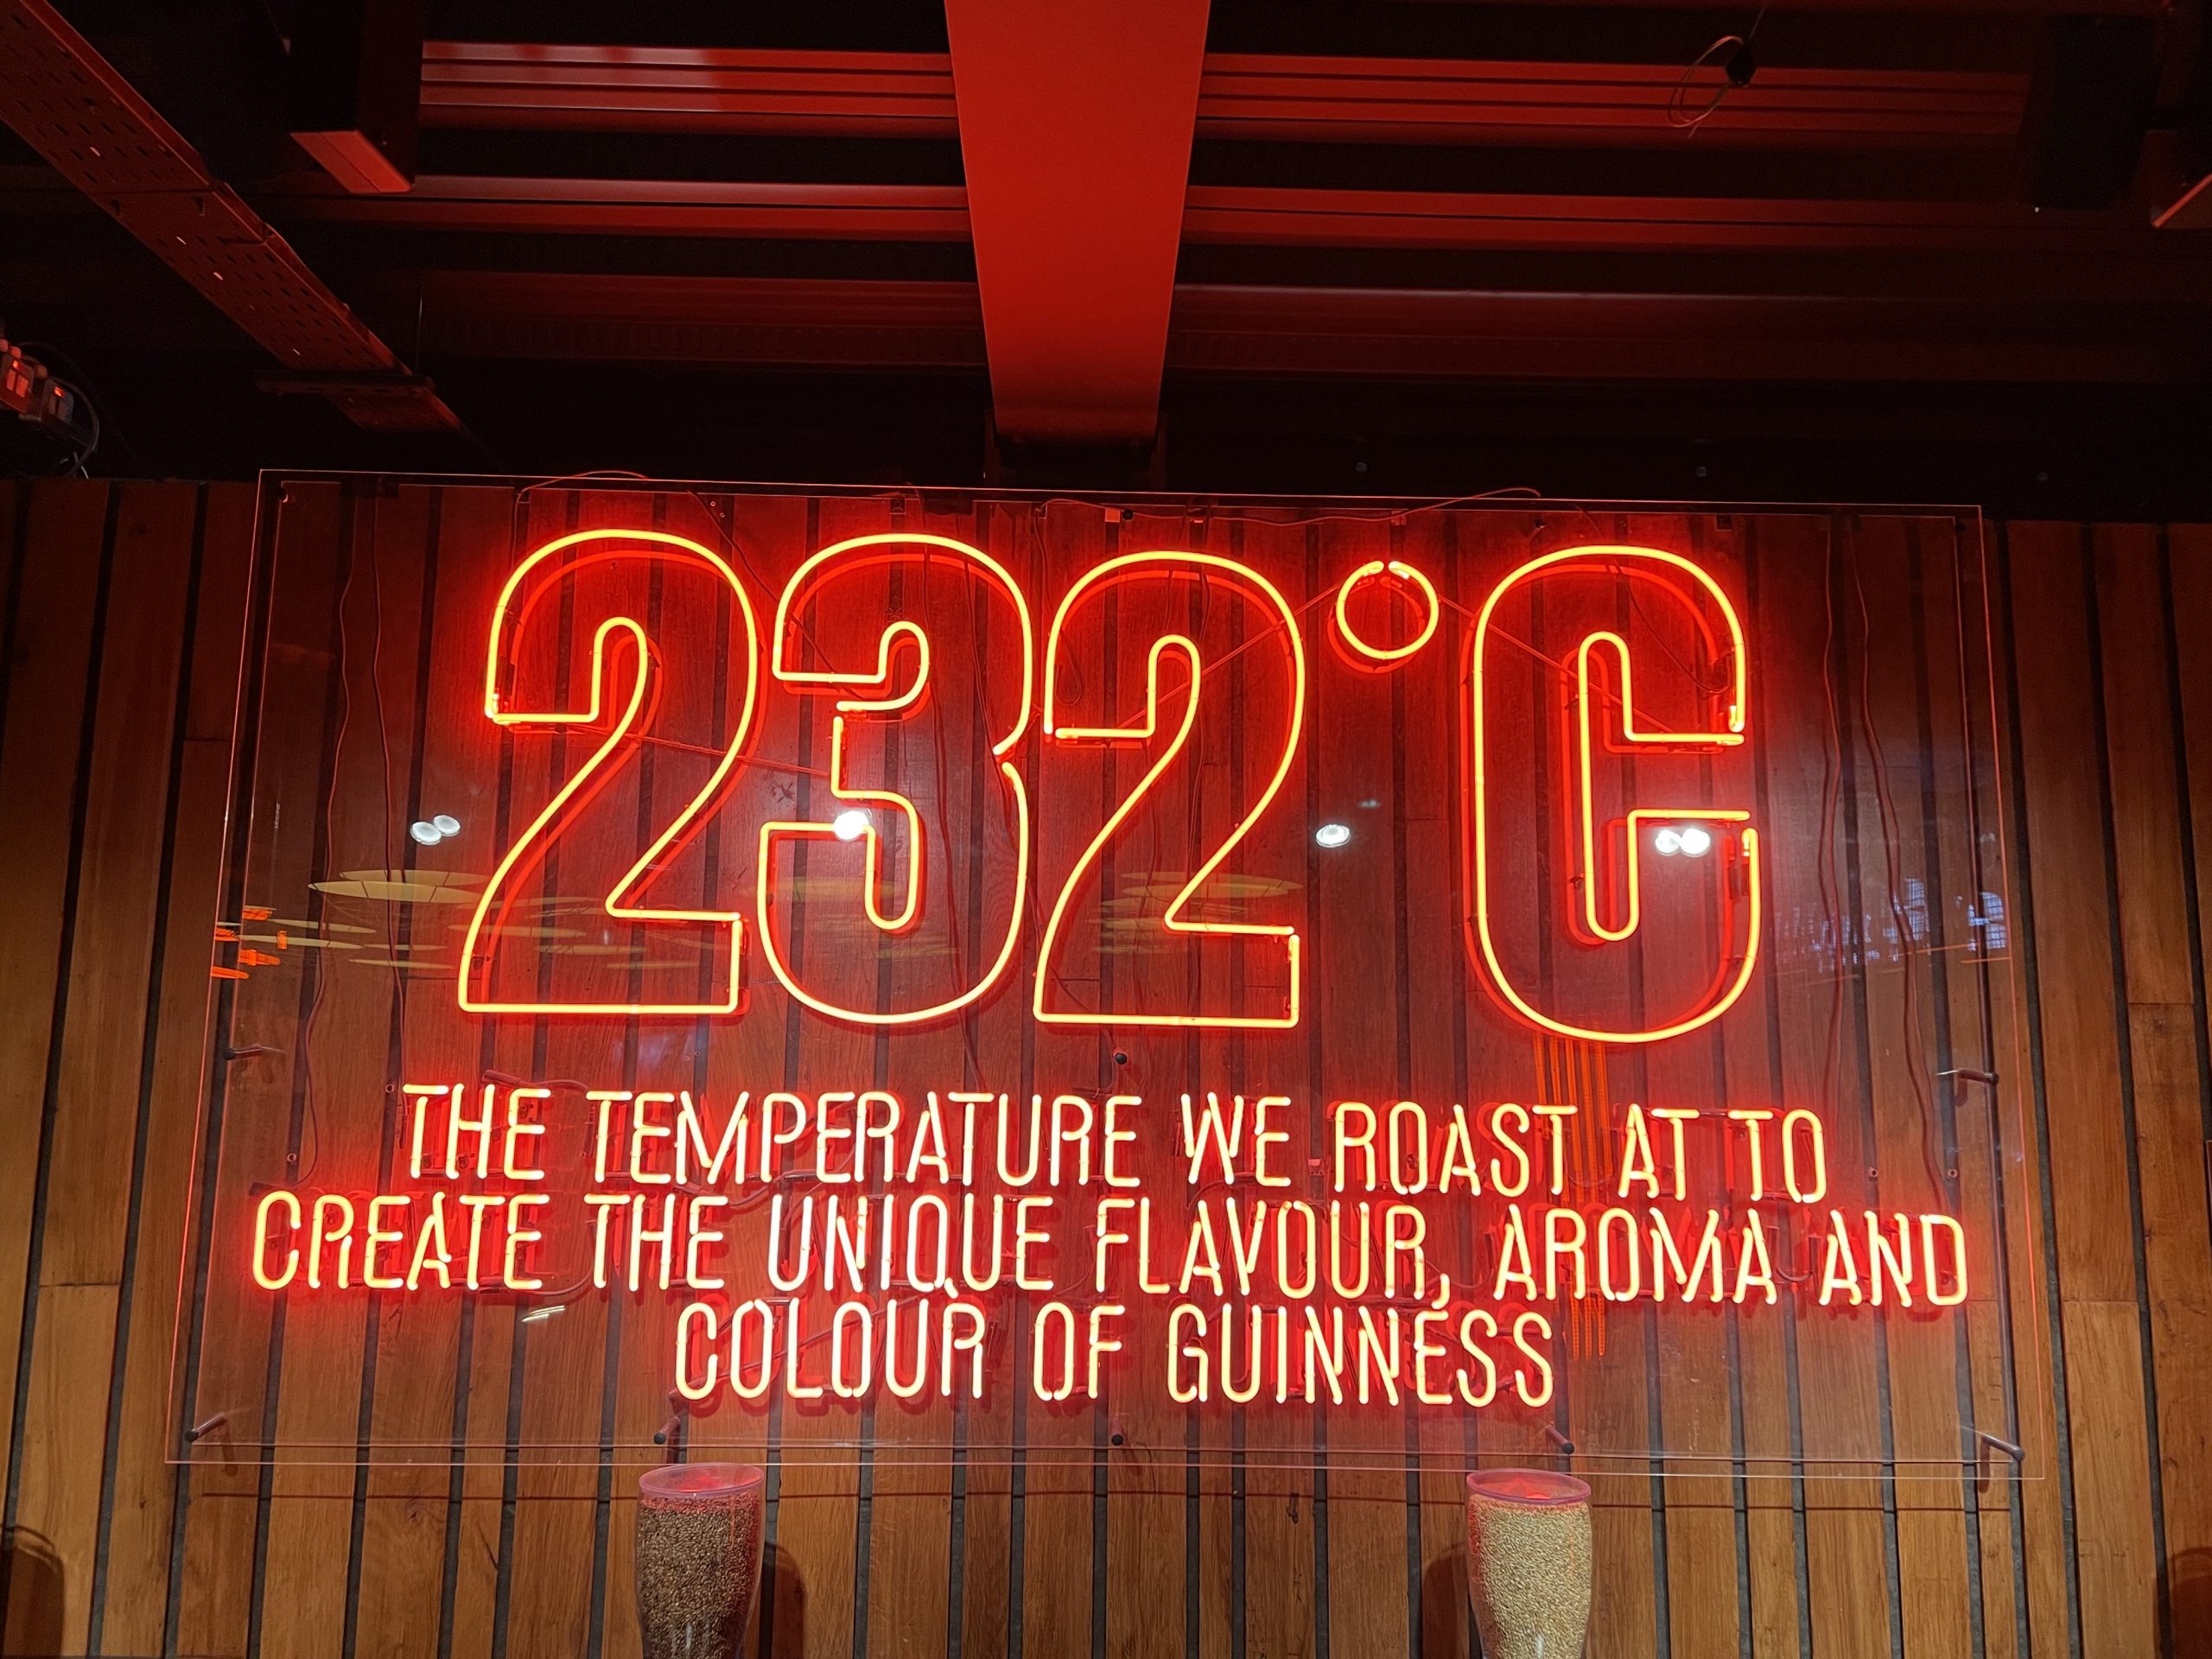 232°C
THE TEMPERATURE WE ROAST AT TO
CREATE THE UNIQUE FLAVOUR, AROMA AND
COLOUR OF GUINNESS